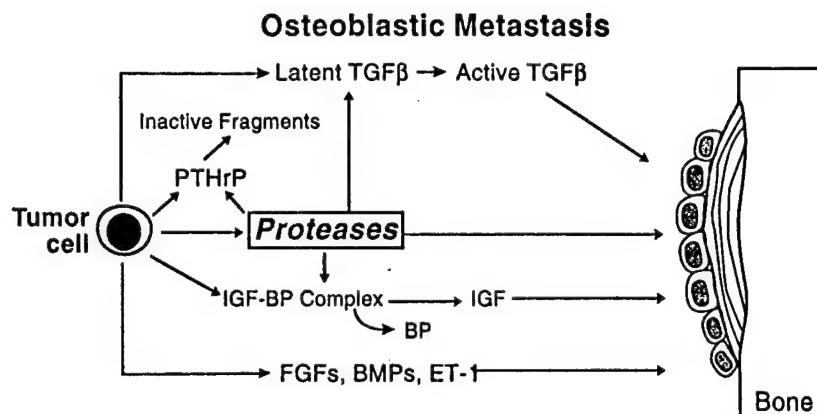 Osteoblastic Metastasis
Latent TGFβ
Active TGFβ
Inactive Fragments
PTHrP
Tumor
cell
Proteases
IGF-BP Complex
IGF
BP
FGFs, BMPs, ET-1
Bone